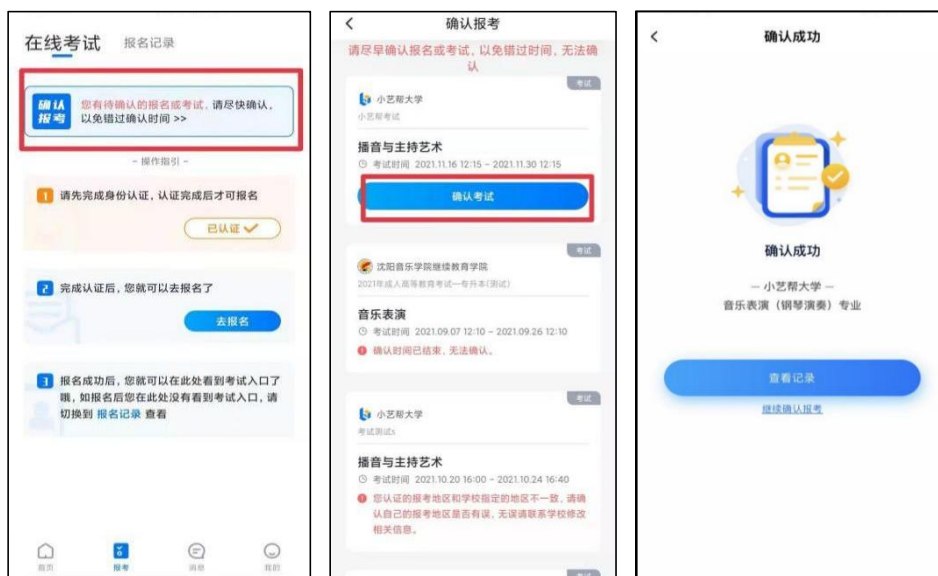 在线考试 报名记录
确认
报考
您有待确认的报名或考试，请尽快确认，
以免错过确认时间 >>
- 操作指引 -
1 请先完成身份认证，认证完成后才可报名
已认证
2 完成认证后，您就可以去报名了
去报名
3 报名成功后，您就可以在此处看到考试入口了
哦，如报名后您在此处没有看到考试入口，请
切换到 报名记录 查看
首页 报考 消息 我的
确认报考
请尽早确认报名或考试，以免错过时间，无法确
认
考试
小艺帮大学
小艺帮考试
播音与主持艺术
考试时间 2021.11.16 12:15 - 2021.11.30 12:15
确认考试
考试
沈阳音乐学院继续教育学院
2021年成人高等教育考试—专升本(测试)
音乐表演
考试时间 2021.09.07 12:10 - 2021.09.26 12:10
确认时间已结束，无法确认。
考试
小艺帮大学
考试测试s
播音与主持艺术
考试时间 2021.10.20 16:00 - 2021.10.24 16:40
您认证的报考地区和学校指定的地区不一致，请确
认自己的报考地区是否有误，无误请联系学校修改
相关信息。
确认成功
确认成功
— 小艺帮大学 —
音乐表演（钢琴演奏）专业
查看记录
继续确认报考